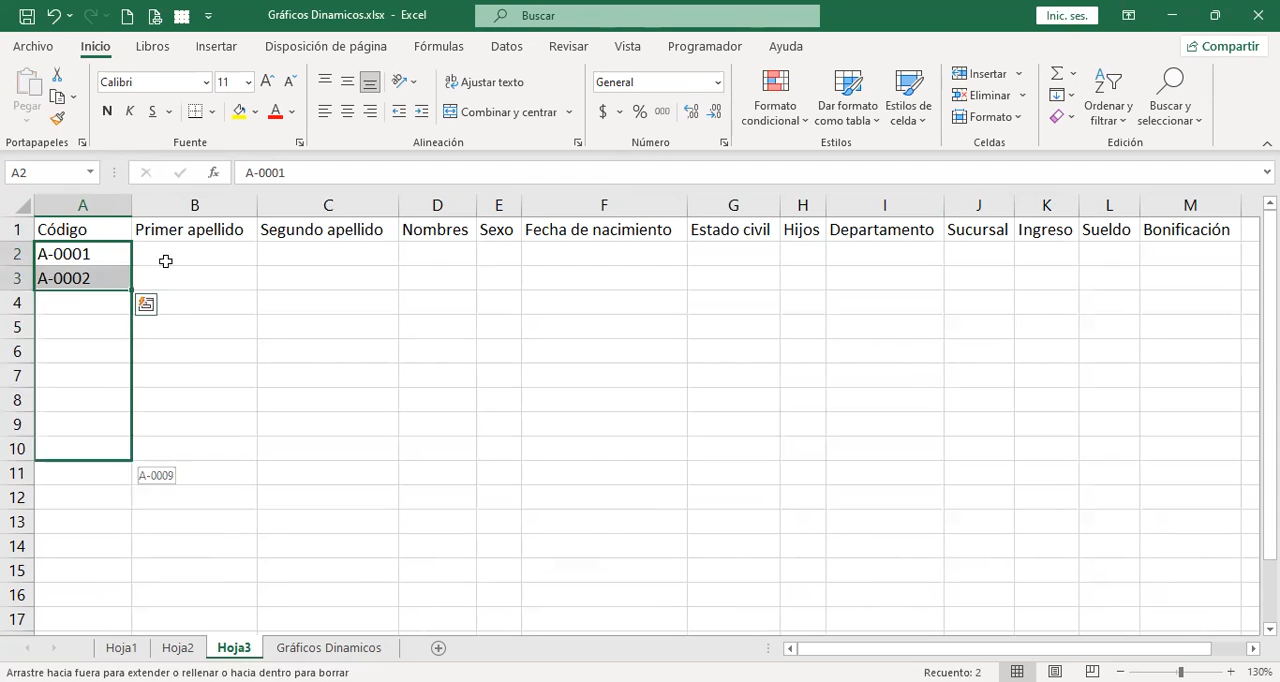 Gráficos Dinamicos.xlsx - Excel
Buscar
Inic. ses.
Archivo Inicio Libros Insertar Disposición de página Fórmulas Datos Revisar Vista Programador Ayuda
Compartir
Pegar
Portapapeles
Calibri 11
N K S
Fuente
Ajustar texto
Combinar y centrar
Alineación
General
$ % 000
Número
Formato condicional
Dar formato como tabla
Estilos de celda
Estilos
Insertar
Eliminar
Formato
Celdas
Ordenar y filtrar
Buscar y seleccionar
Edición
A2 fx A-0001
A B C D E F G H I J K L M
1 Código Primer apellido Segundo apellido Nombres Sexo Fecha de nacimiento Estado civil Hijos Departamento Sucursal Ingreso Sueldo Bonificación
2 A-0001
3 A-0002
4
5
6
7
8
9
10
11 A-0009
12
13
14
15
16
17
Hoja1 Hoja2 Hoja3 Gráficos Dinamicos
Arrastre hacia fuera para extender o rellenar o hacia dentro para borrar Recuento: 2 130%